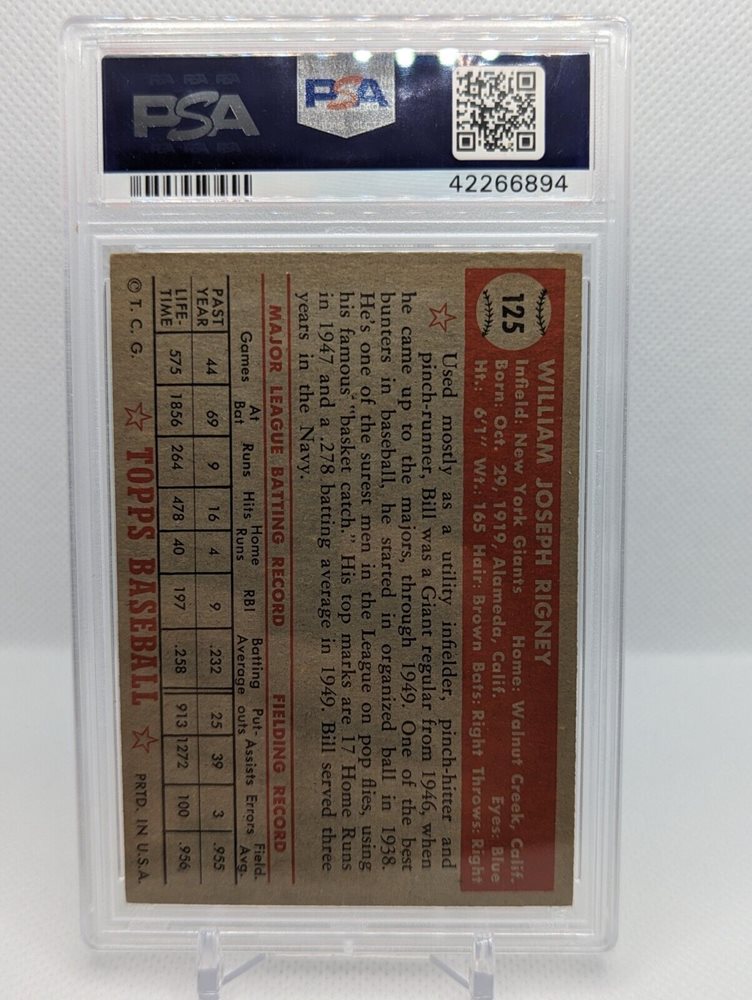 PSA
PSA
42266894
125
WILLIAM JOSEPH RIGNEY
Infield: New York Giants Home: Walnut Creek, Calif.
Born: Oct. 29, 1919, Alameda, Calif. Eyes: Blue
Ht.: 6'1" Wt.: 165 Hair: Brown Bats: Right Throws: Right
Used mostly as a utility infielder, pinch-hitter and
pinch-runner, Bill was a Giant regular from 1946, when
he came up to the majors, through 1949. One of the best
bunters in baseball, he started in organized ball in 1938.
He's one of the surest men in the League on pop flies, using
his famous "basket catch." His top marks are 17 Home Runs
in 1947 and a .278 batting average in 1949. Bill served three
years in the Navy.
MAJOR LEAGUE BATTING RECORD FIELDING RECORD
Games At Bat Runs Hits Home Runs RBI Batting Average Put-outs Assists Errors Field. Avg.
PAST YEAR 44 69 9 16 4 9 .232 25 39 3 .955
LIFE-TIME 575 1856 264 478 40 197 .258 913 1272 100 .956
© T. C. G. TOPPS BASEBALL PRTD. IN U.S.A.